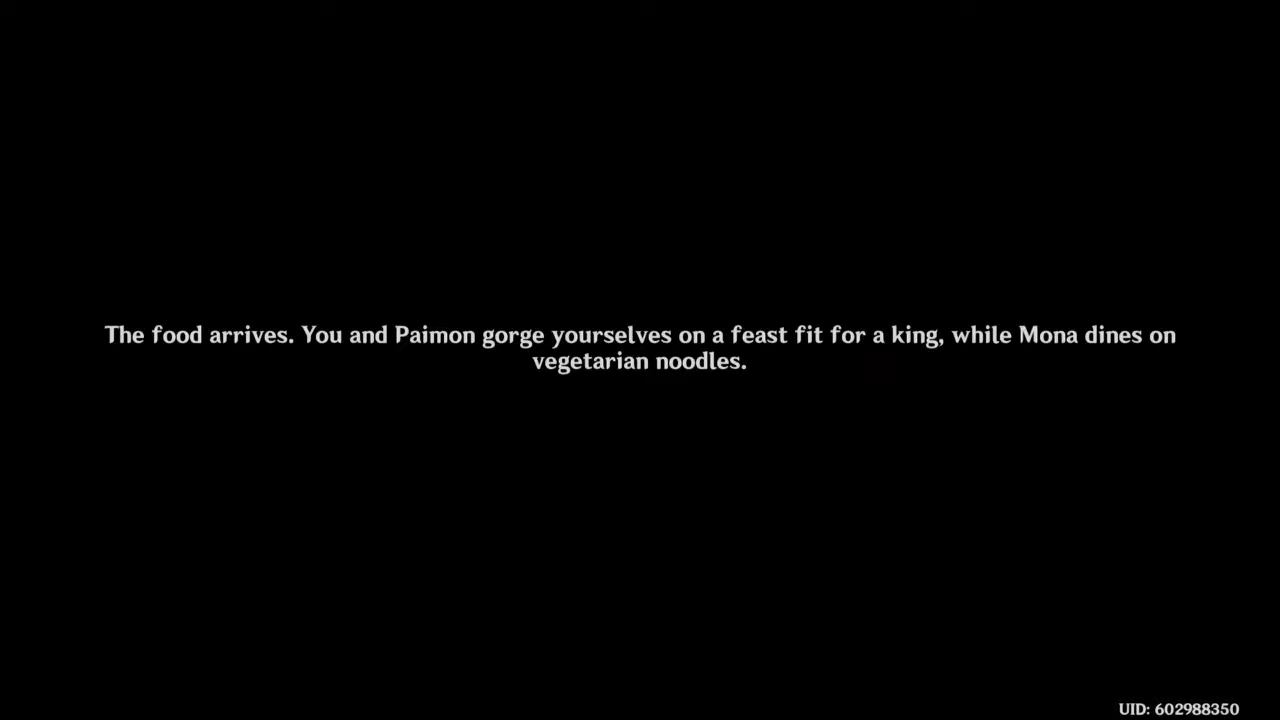 The food arrives. You and Paimon gorge yourselves on a feast fit for a king, while Mona dines on
vegetarian noodles.
UID: 602988350